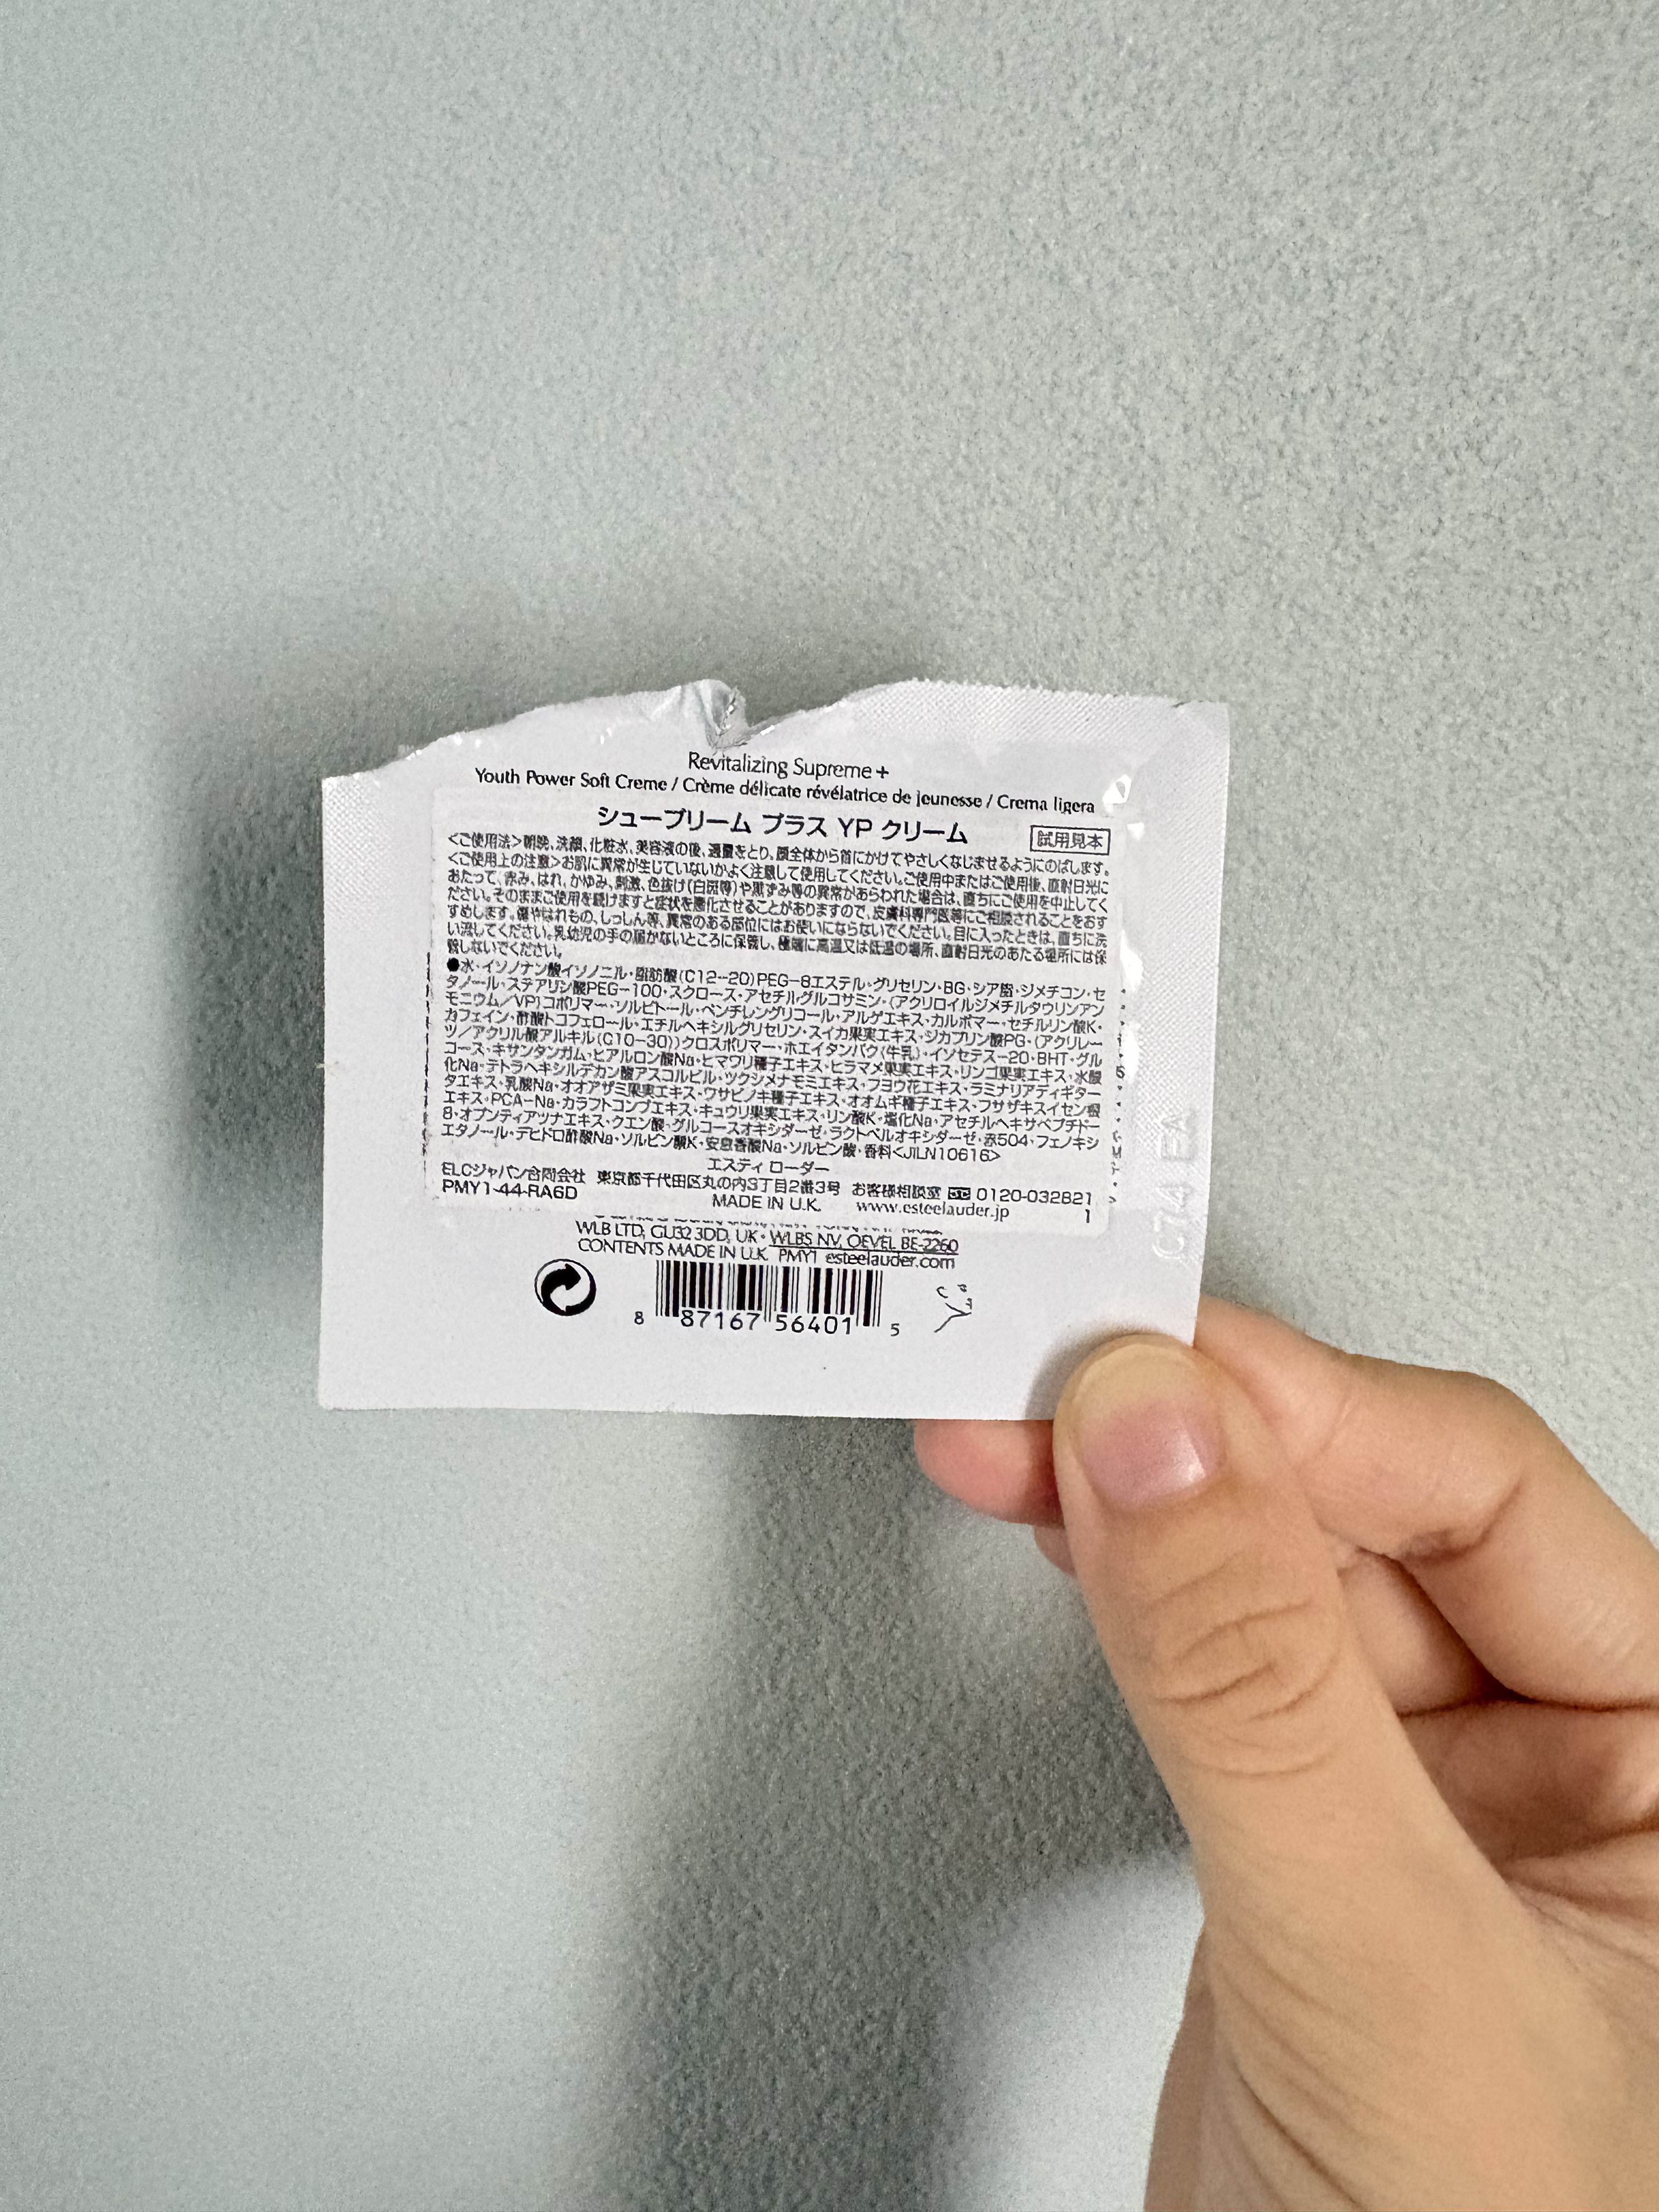 Revitalizing Supreme+
Youth Power Soft Creme / Crème délicate révélatrice de jeunesse / Crema ligera
シュープリーム プラス YP クリーム
試用見本
<ご使用法>朝晩、洗顔、化粧水、美容液の後、適量をとり、顔全体から首にかけてやさしくなじませるようにのばします。
<ご使用上の注意>お肌に異常が生じていないかよく注意して使用してください。ご使用中またはご使用後、直射日光に
おたって、赤み、はれ、かゆみ、刺激、色抜け(白斑等)や黒ずみ等の異常があらわれた場合は、直ちにご使用を中止してく
ださい。そのままご使用を続けますと症状を悪化させることがありますので、皮膚科専門医等にご相談されることをおす
すめします。傷やはれもの、しっしん等、異常のある部位にはお使いにならないでください。目に入ったときは、直ちに洗
い流してください。乳幼児の手の届かないところに保管し、極端に高温又は低温の場所、直射日光のあたる場所には保
管しないでください。
●水・イソノナン酸イソノニル・脂肪酸(C12-20)PEG-8エステル・グリセリン・BG・シア脂・ジメチコン・セ
タノール・ステアリン酸PEG-100・スクロース・アセチルグルコサミン・(アクリロイルジメチルタウリンアン
モニウム/VP)コポリマー・ソルビトール・ペンチレングリコール・アルゲエキス・カルボマー・セチルリン酸K・
カフェイン・酢酸トコフェロール・エチルヘキシルグリセリン・スイカ果実エキス・ジカプリン酸PG・(アクリレー
ツ/アクリル酸アルキル(C10-30))クロスポリマー・ホエイタンパク(牛乳)・イソセテス-20・BHT・グル
コース・キサンタンガム・ヒアルロン酸Na・ヒマワリ種子エキス・ヒラマメ果実エキス・リンゴ果実エキス・水酸
化Na・テトラヘキシルデカン酸アスコルビル・ツクシメナモミエキス・フヨウ花エキス・ラミナリアディギター
タエキス・乳酸Na・オオアザミ果実エキス・ワサビノキ種子エキス・オオムギ種子エキス・フサザキスイセン根
エキス・PCA-Na・カラフトコンブエキス・キュウリ果実エキス・リン酸K・塩化Na・アセチルヘキサペプチド-
8・オプンティアツナエキス・クエン酸・グルコースオキシダーゼ・ラクトペルオキシダーゼ・赤504・フェノキシ
エタノール・デヒドロ酢酸Na・ソルビン酸K・安息香酸Na・ソルビン酸・香料<JILN10616>
エスティ ローダー
ELCジャパン合同会社 東京都千代田区丸の内3丁目2番3号 お客様相談室 0120-032821
PMY1-44-RA6D MADE IN U.K. www.esteelauder.jp 1
WLB LTD, GU32 3DD, UK • WLBS NV, OEVEL BE-2260
CONTENTS MADE IN U.K. PMY1 esteelauder.com
8 87167 56401 5
C74 EA